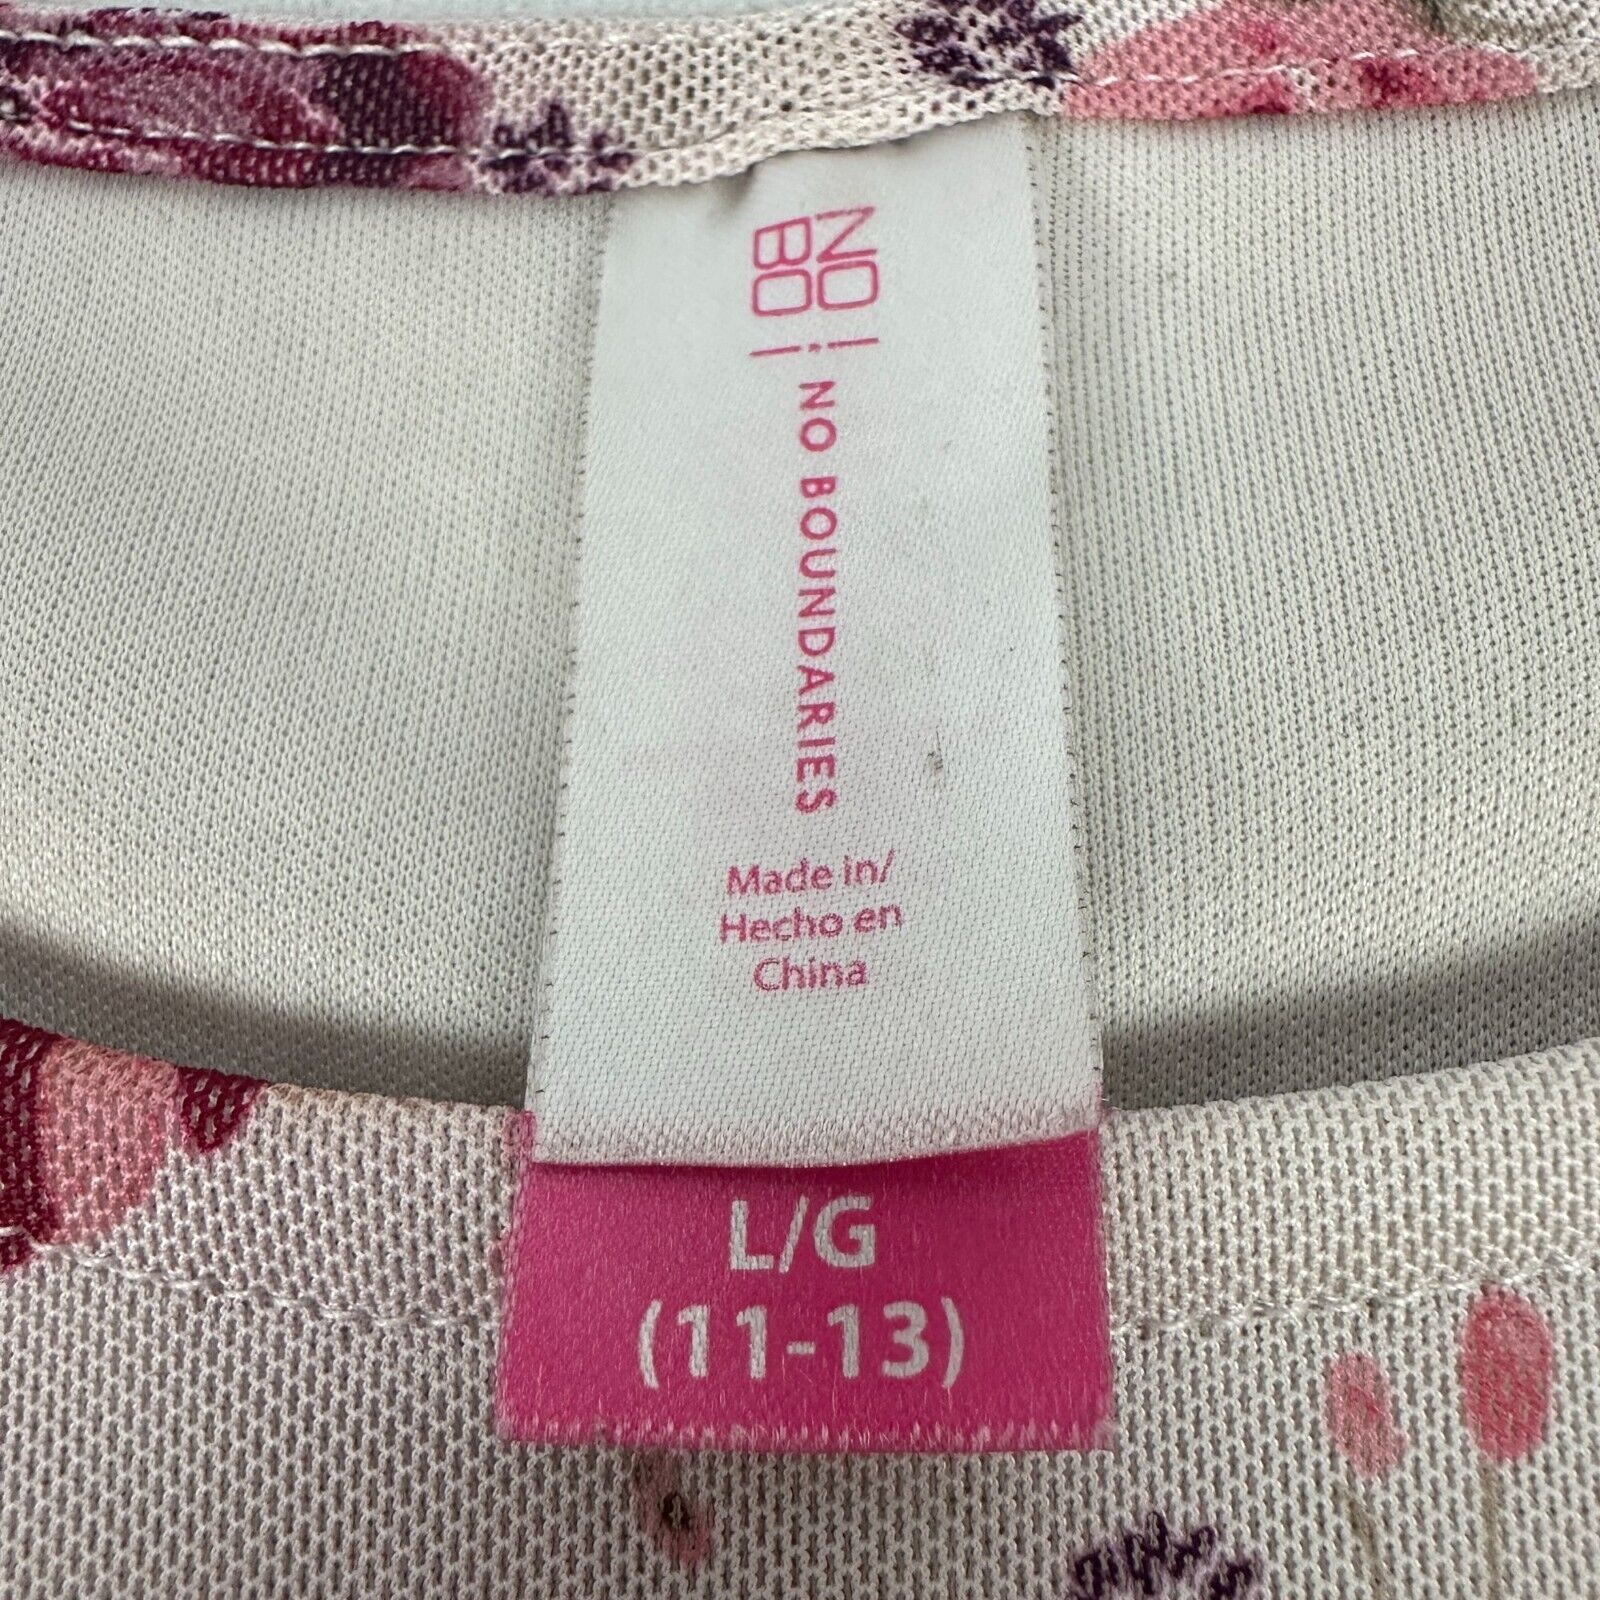 NO
BO
NO BOUNDARIES
Made in/
Hecho en
China
L/G
(11-13)